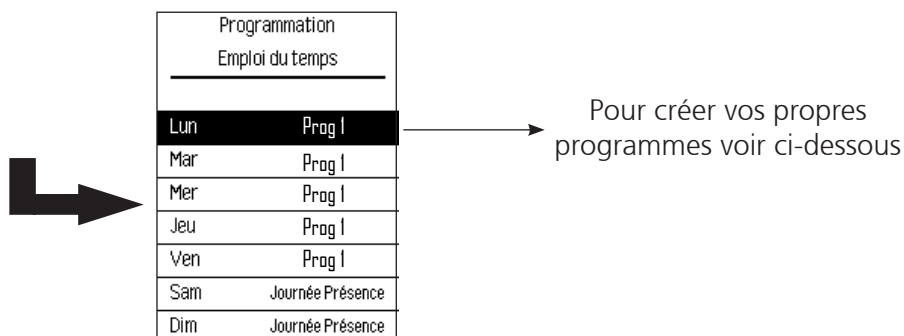 Programmation
Emploi du temps
Lun Prog 1
Mar Prog 1
Mer Prog 1
Jeu Prog 1
Ven Prog 1
Sam Journée Présence
Dim Journée Présence
Pour créer vos propres
programmes voir ci-dessous